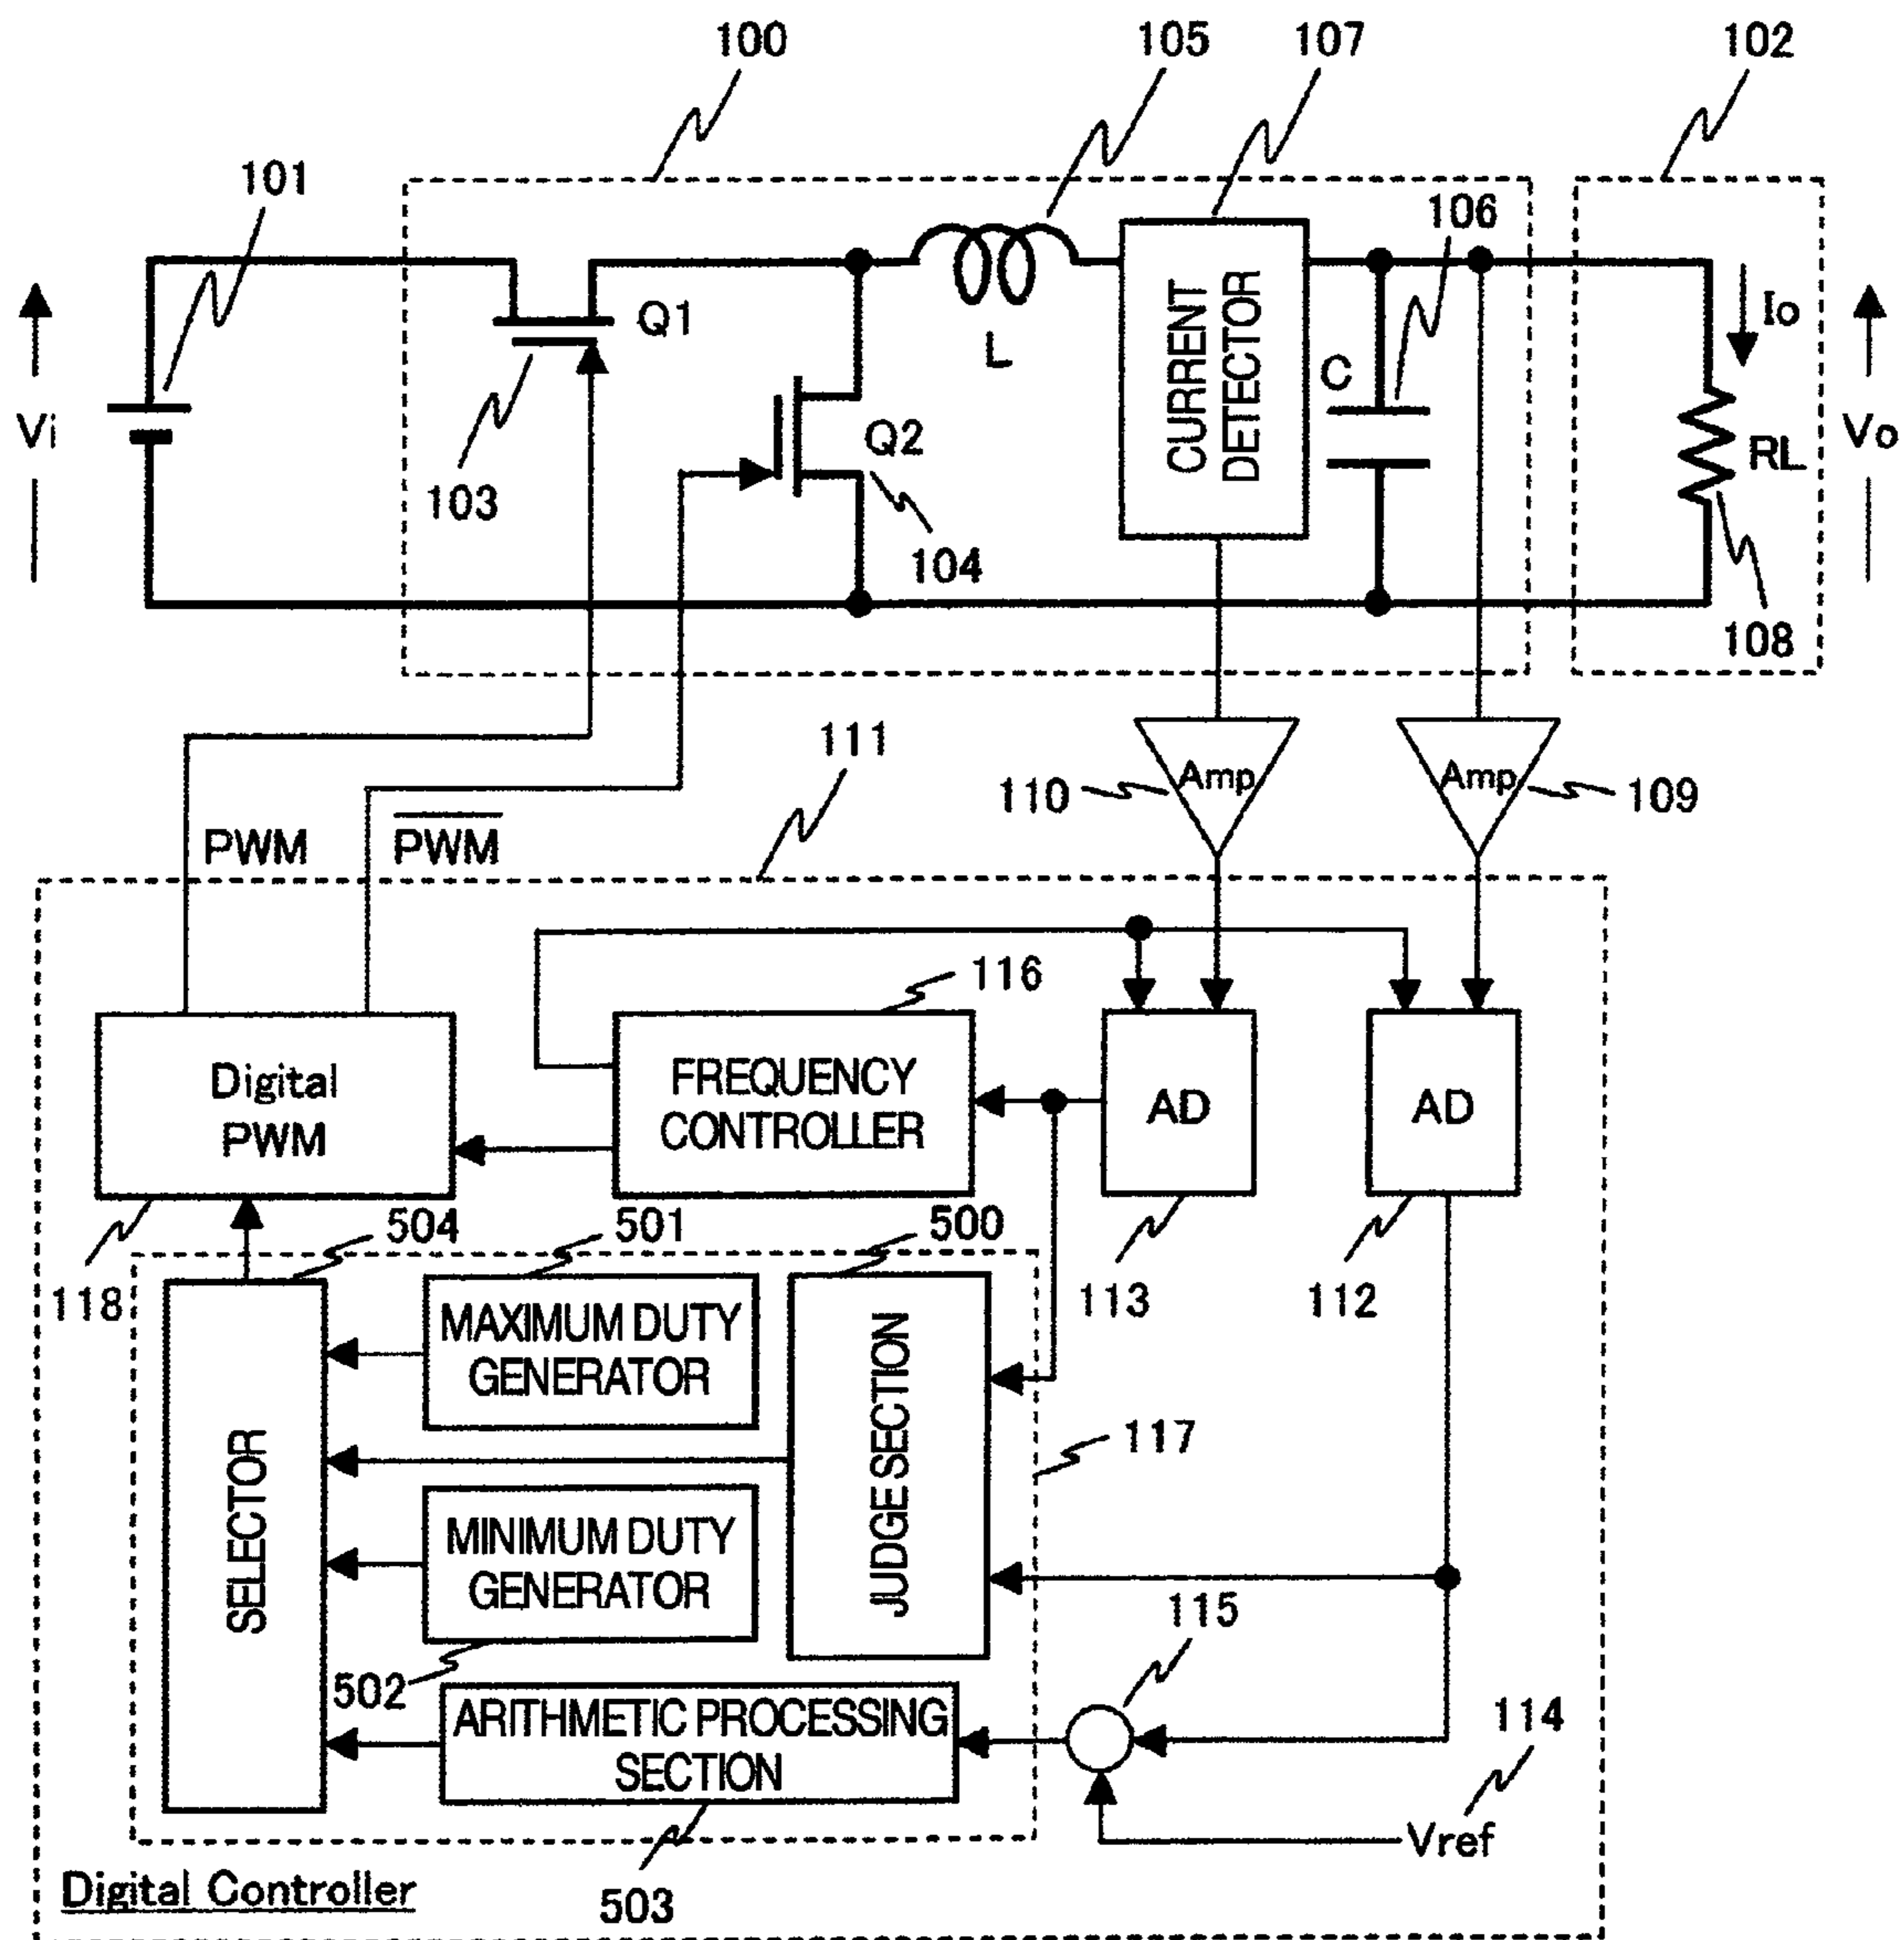 100
105
107
102
101
106
Q1
L
CURRENT
DETECTOR
C
Io
Vi
Q2
RL
Vo
103
104
108
111
Amp
Amp
110
109
PWM
PWM
116
Digital
PWM
FREQUENCY
CONTROLLER
AD
AD
504
501
500
118
113
112
MAXIMUM DUTY
GENERATOR
JUDGE SECTION
117
SELECTOR
MINIMUM DUTY
GENERATOR
115
502
ARITHMETIC PROCESSING
SECTION
114
Vref
Digital Controller
503